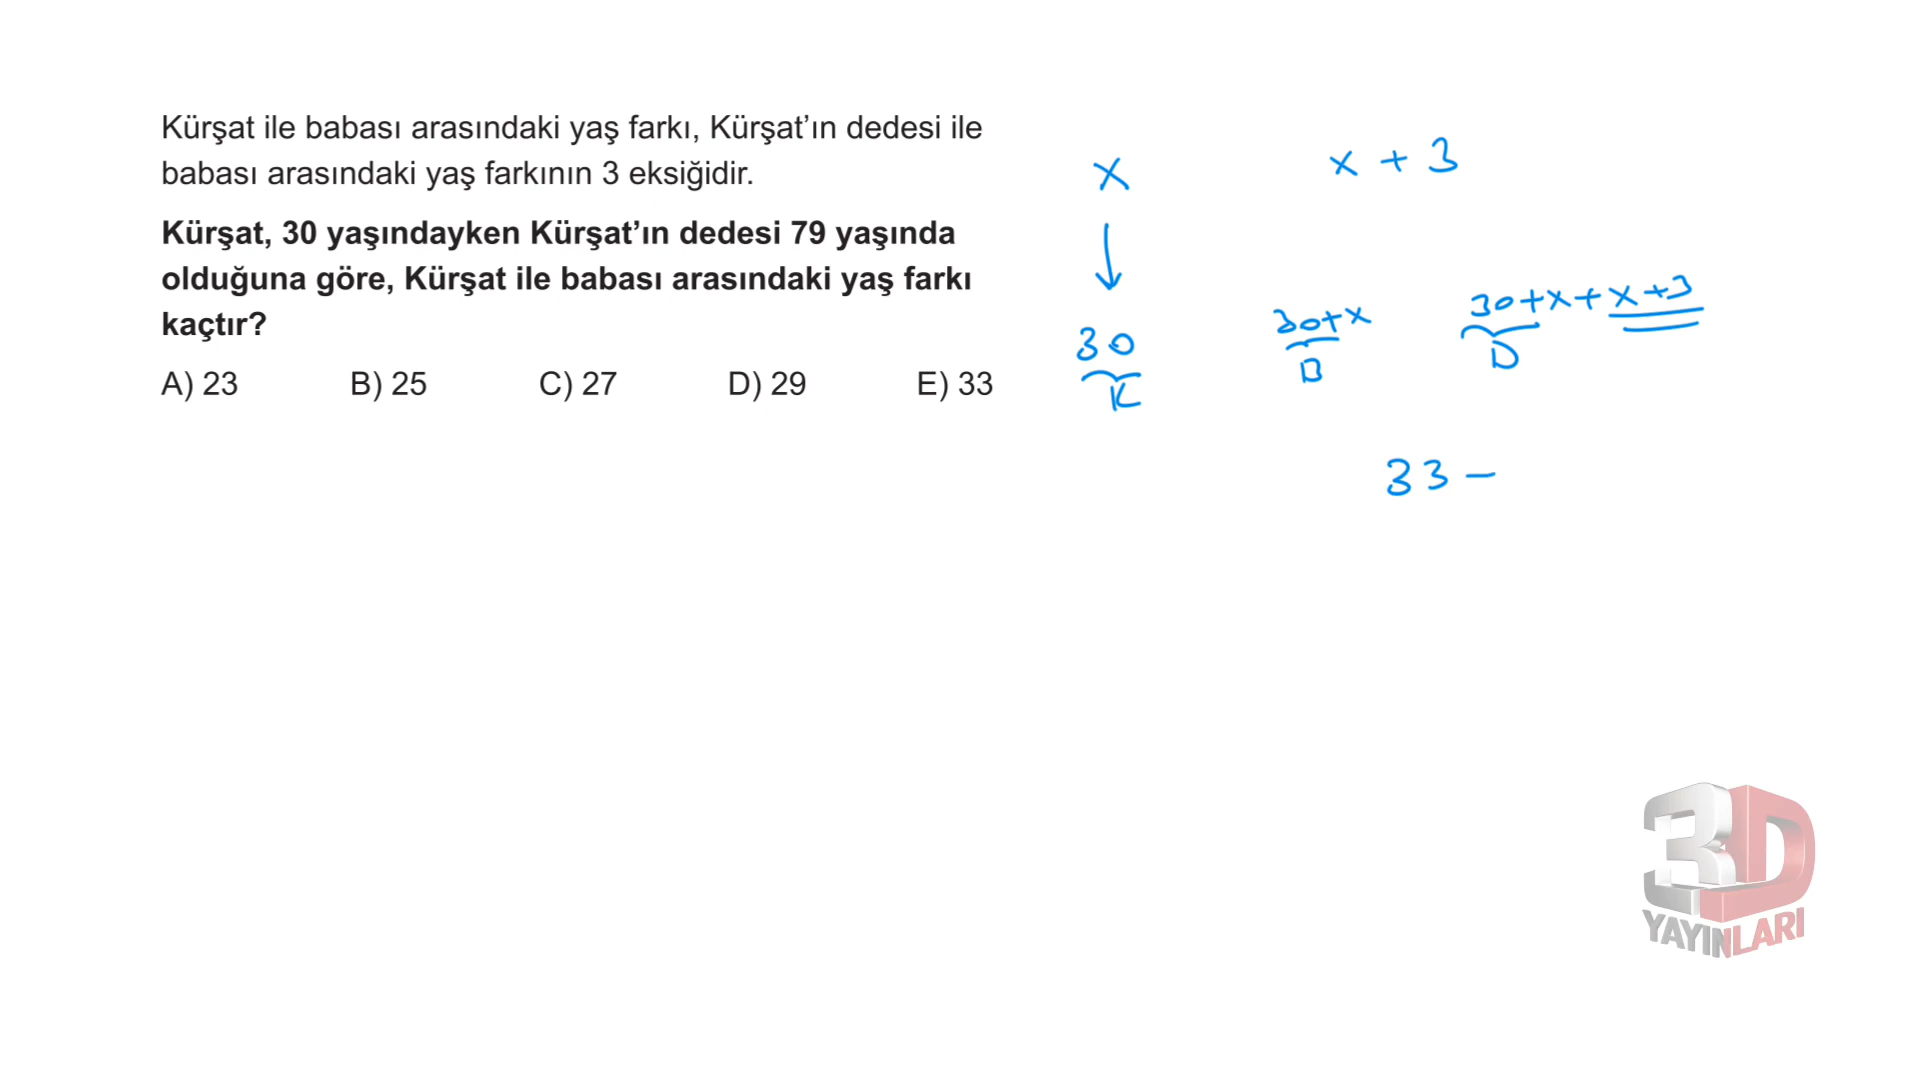 Kürşat ile babası arasındaki yaş farkı, Kürşat’ın dedesi ile
babası arasındaki yaş farkının 3 eksiğidir.
Kürşat, 30 yaşındayken Kürşat’ın dedesi 79 yaşında
olduğuna göre, Kürşat ile babası arasındaki yaş farkı
kaçtır?
A) 23 B) 25 C) 27 D) 29 E) 33
x x + 3
30 30+x 30+x+x+3
K B D
33 -
3D
YAYINLARI